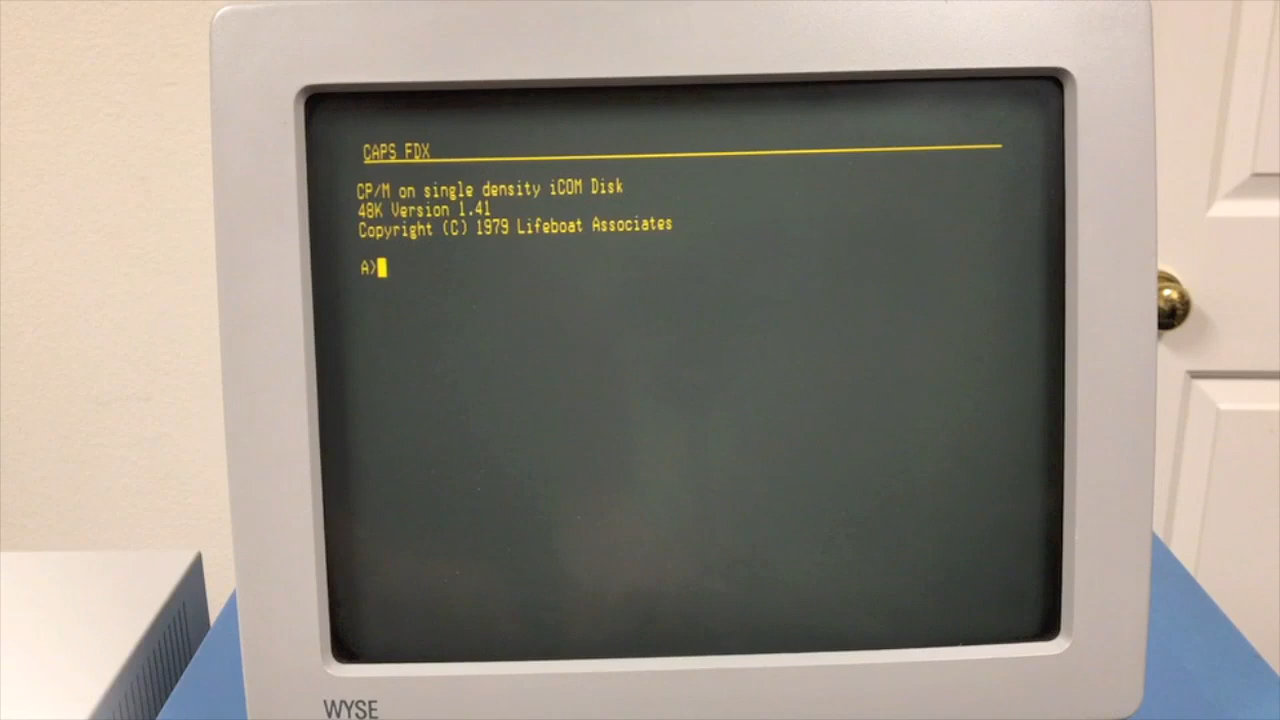 CAPS FDX
CP/M on single density iCOM Disk
48K Version 1.41
Copyright (C) 1979 Lifeboat Associates
A>
WYSE